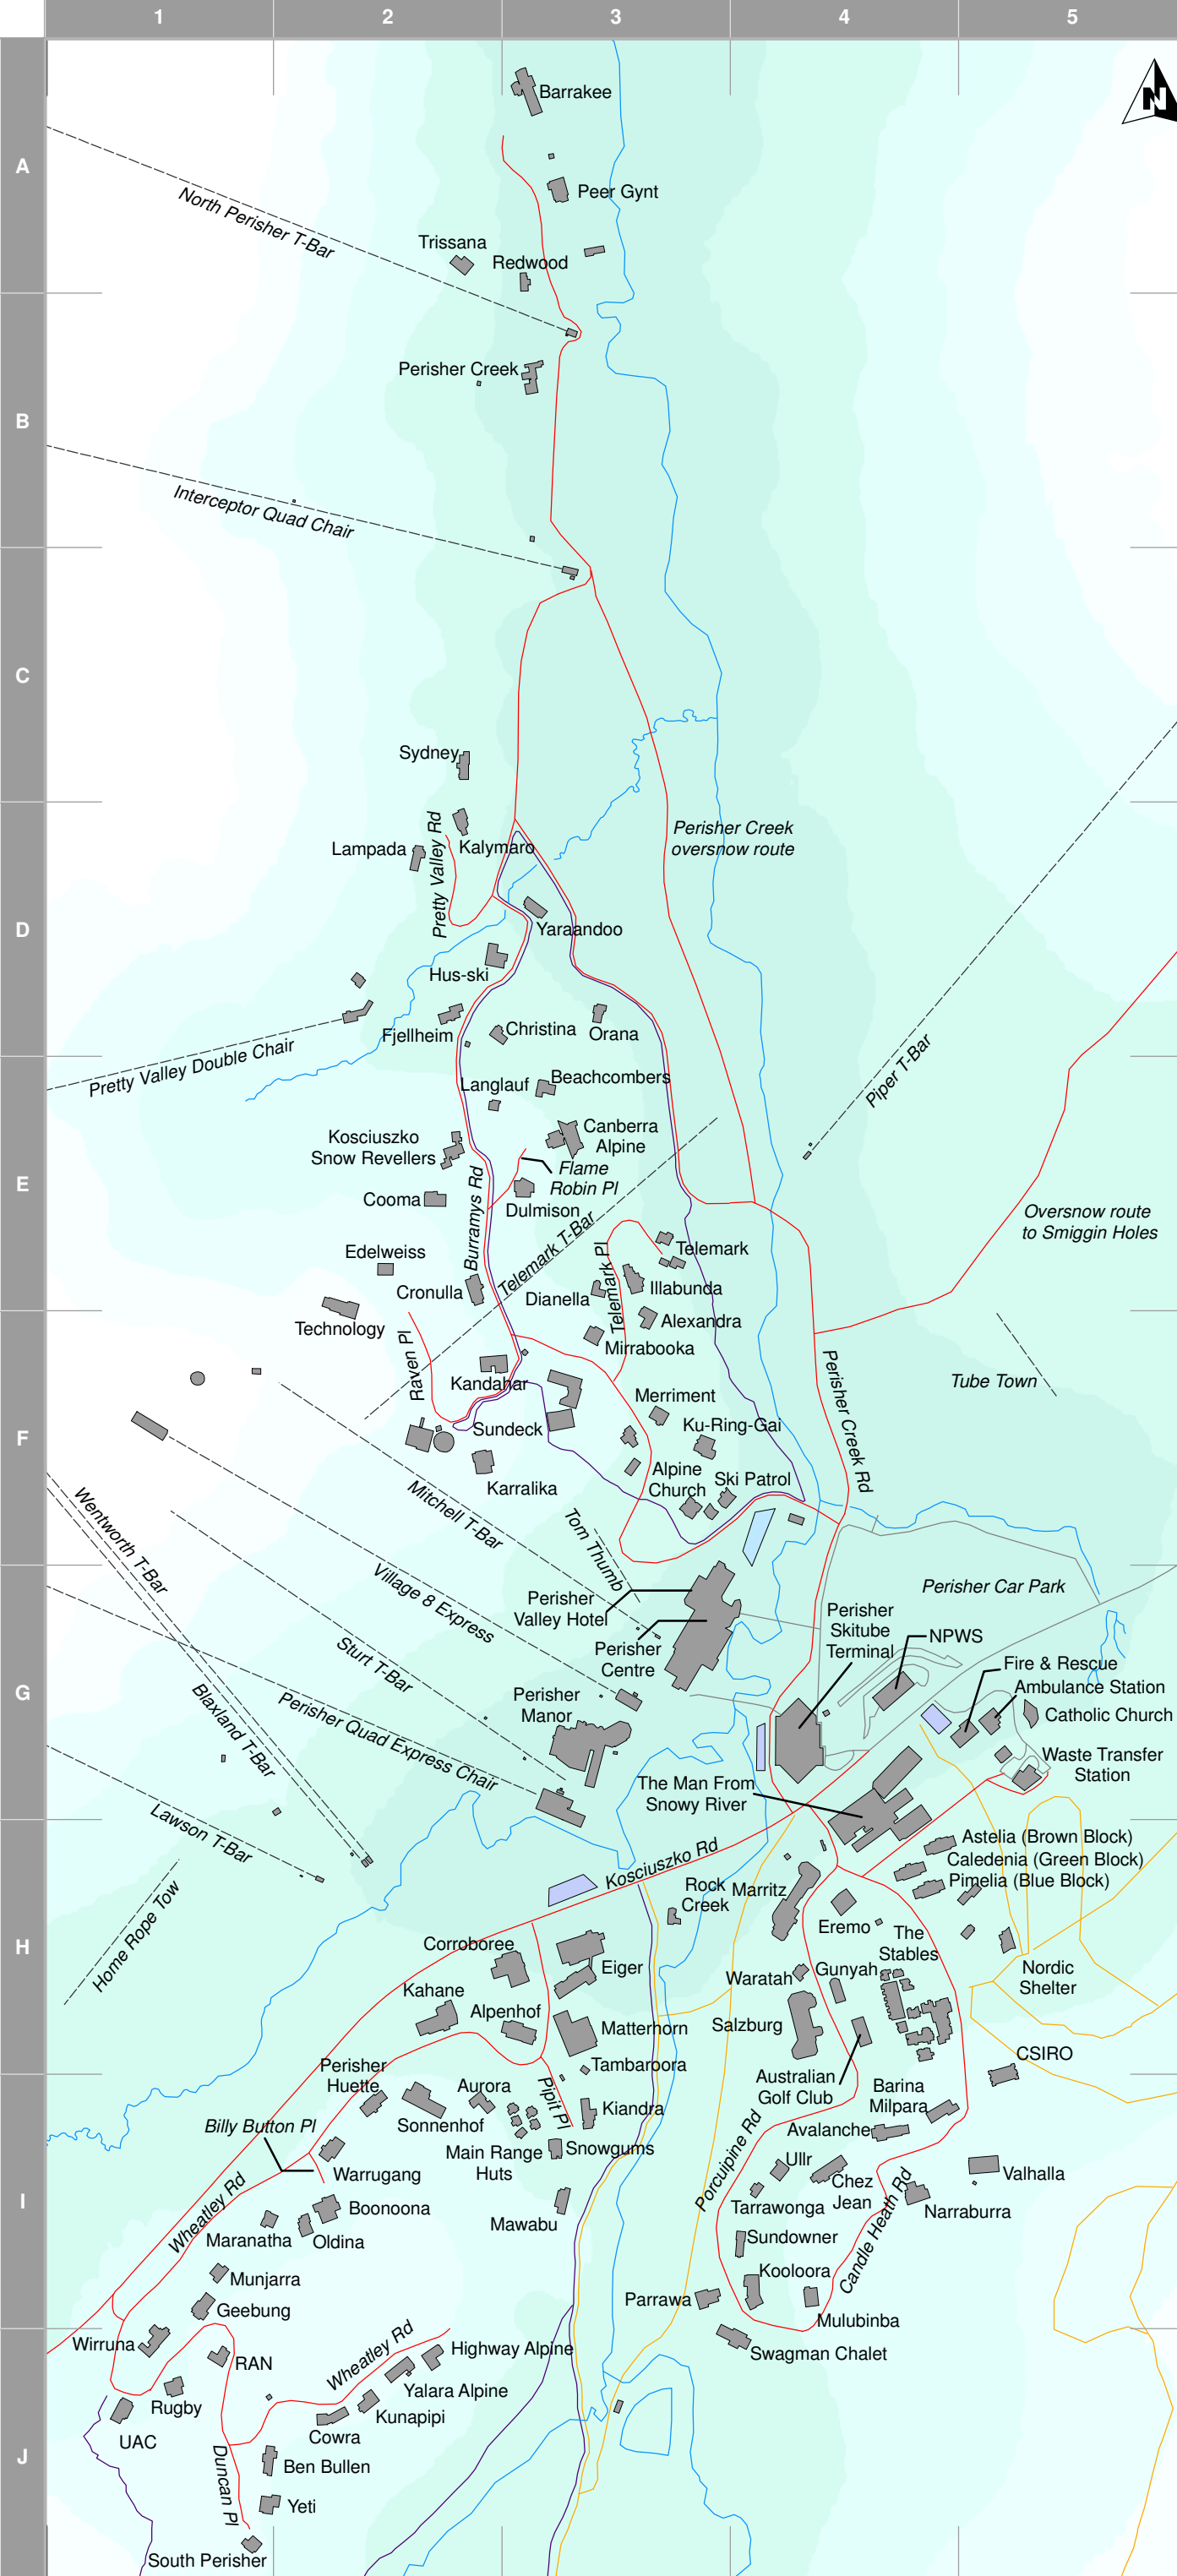 1 2 3 4 5
N
A
Barrakee
Peer Gynt
North Perisher T-Bar
Trissana
Redwood
Perisher Creek
B
Interceptor Quad Chair
C
Sydney
Perisher Creek
oversnow route
Pretty Valley Rd
Kalymaro
Lampada
D
Yaraandoo
Hus-ski
Fjellheim
Christina
Orana
Pretty Valley Double Chair
Piper T-Bar
Langlauf
Beachcombers
Canberra
Alpine
Kosciuszko
Snow Revellers
Flame
Robin Pl
E
Cooma
Dulmison
Burramys Rd
Oversnow route
to Smiggin Holes
Telemark T-Bar
Telemark
Edelweiss
Cronulla
Telemark Pl
Illabunda
Dianella
Technology
Alexandra
Mirrabooka
Raven Pl
Kandahar
Tube Town
Perisher Creek Rd
Merriment
Ku-Ring-Gai
F
Sundeck
Karralika
Alpine
Church
Ski Patrol
Mitchell T-Bar
Wentworth T-Bar
Tom Thumb
Village 8 Express
Perisher
Valley Hotel
Perisher Car Park
Perisher
Skitube
Terminal
NPWS
Perisher
Centre
Sturt T-Bar
Fire & Rescue
Ambulance Station
G
Blaxland T-Bar
Perisher Quad Express Chair
Perisher
Manor
Catholic Church
Waste Transfer
Station
The Man From
Snowy River
Lawson T-Bar
Kosciuszko Rd
Astelia (Brown Block)
Caledenia (Green Block)
Pimelia (Blue Block)
Home Rope Tow
Rock
Creek
Marritz
Eremo
The
Stables
H
Corroboree
Eiger
Waratah
Gunyah
Nordic
Shelter
Kahane
Alpenhof
Matterhorn
Salzburg
Tambaroora
CSIRO
Perisher
Huette
Australian
Golf Club
Barina
Milpara
Aurora
Pipit Pl
Kiandra
Sonnenhof
Billy Button Pl
Avalanche
Main Range
Huts
Snowgums
Porcuipine Rd
Ullr
Warrugang
Chez
Jean
Valhalla
I
Wheatley Rd
Boonoona
Mawabu
Tarrawonga
Narraburra
Maranatha
Oldina
Sundowner
Candle Heath Rd
Munjarra
Kooloora
Geebung
Parrawa
Mulubinba
Wirruna
RAN
Wheatley Rd
Highway Alpine
Swagman Chalet
Rugby
Yalara Alpine
Kunapipi
UAC
Cowra
J
Duncan Pl
Ben Bullen
Yeti
South Perisher